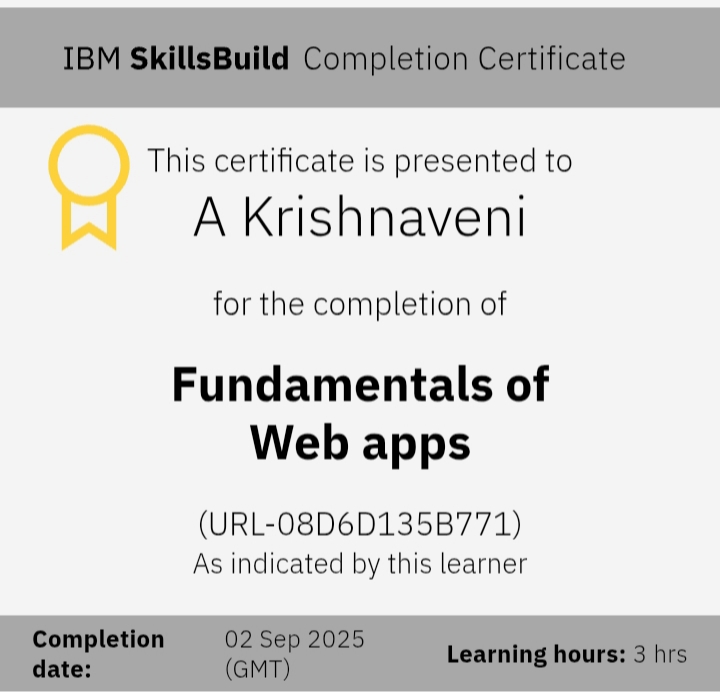 IBM SkillsBuild Completion Certificate
This certificate is presented to
A Krishnaveni
for the completion of
Fundamentals of
Web apps
(URL-08D6D135B771)
As indicated by this learner
Completion date: 02 Sep 2025 (GMT) Learning hours: 3 hrs